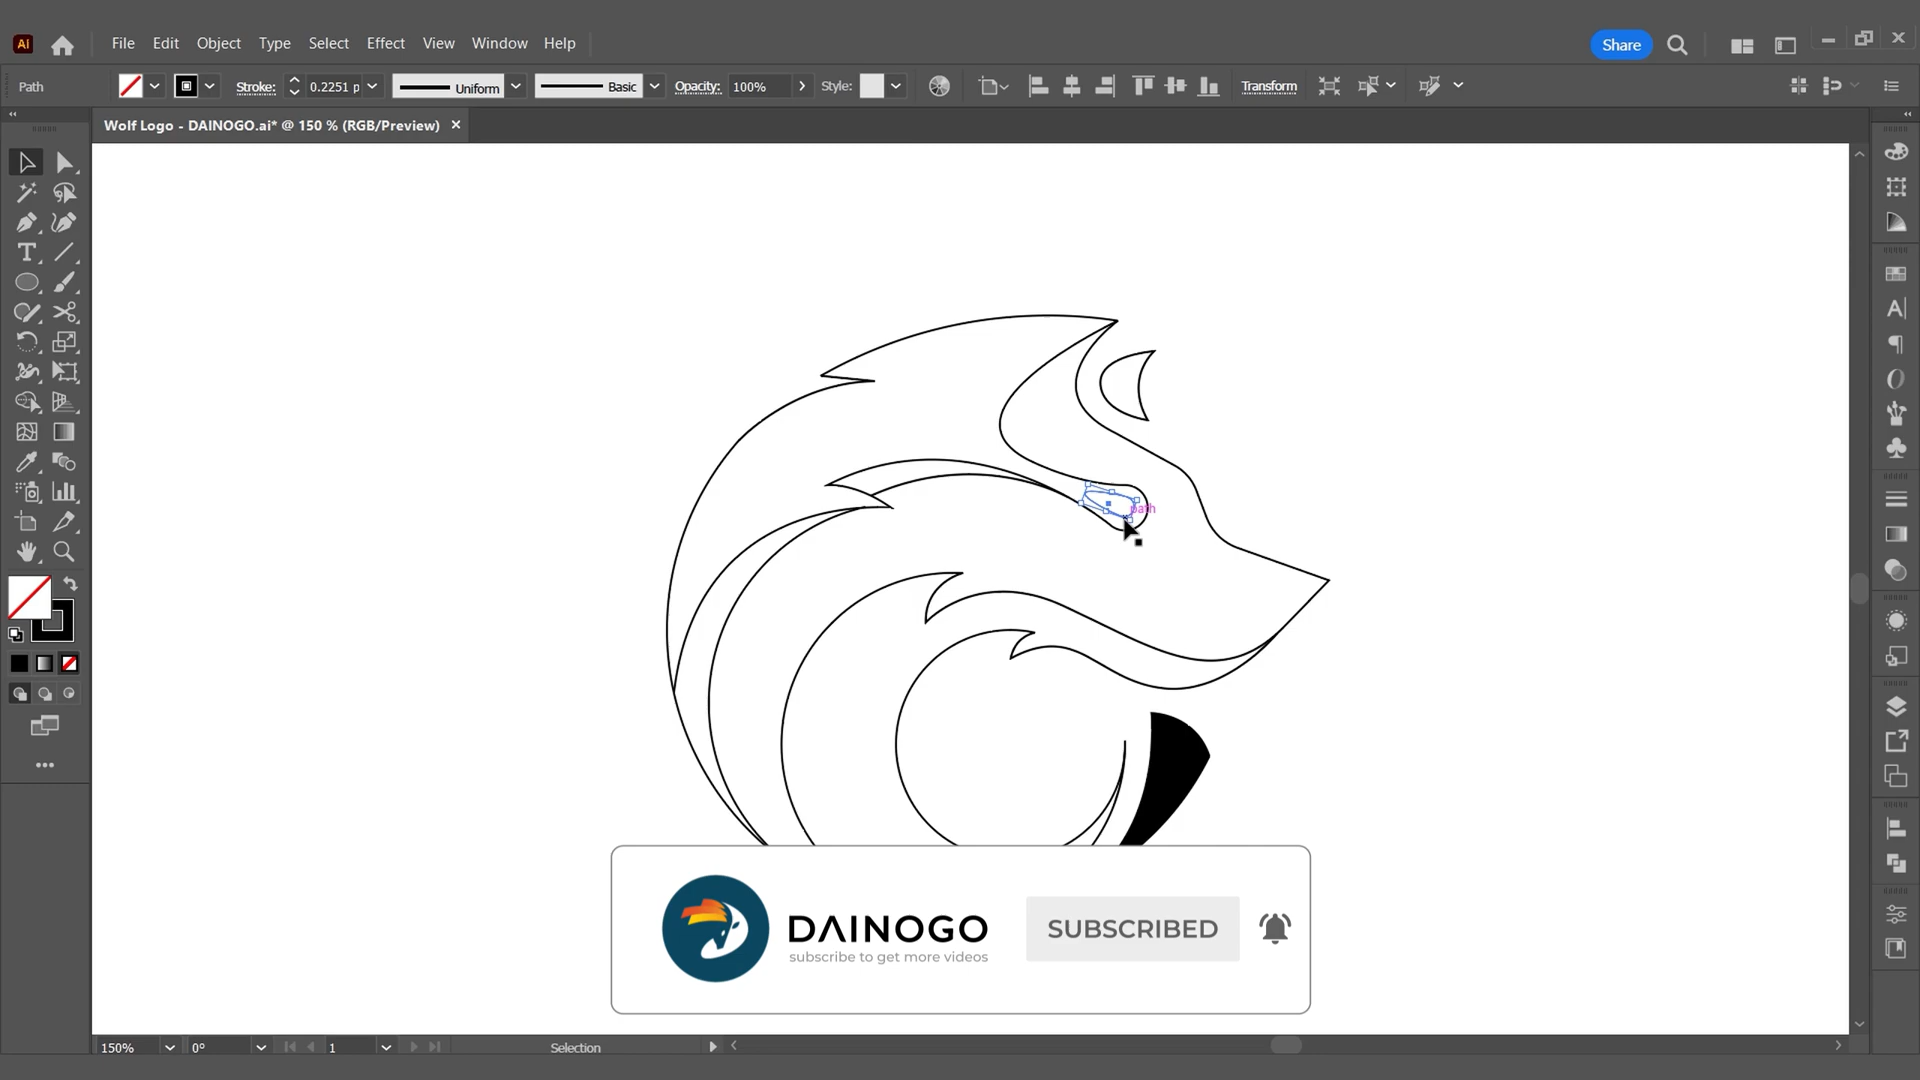 Ai File Edit Object Type Select Effect View Window Help Share
Path Stroke: 0.2251 p Uniform Basic Opacity: 100% Style: Transform
Wolf Logo - DAINOGO.ai* @ 150 % (RGB/Preview)
path
DAINOGO
subscribe to get more videos
SUBSCRIBED
150% 0° 1 Selection